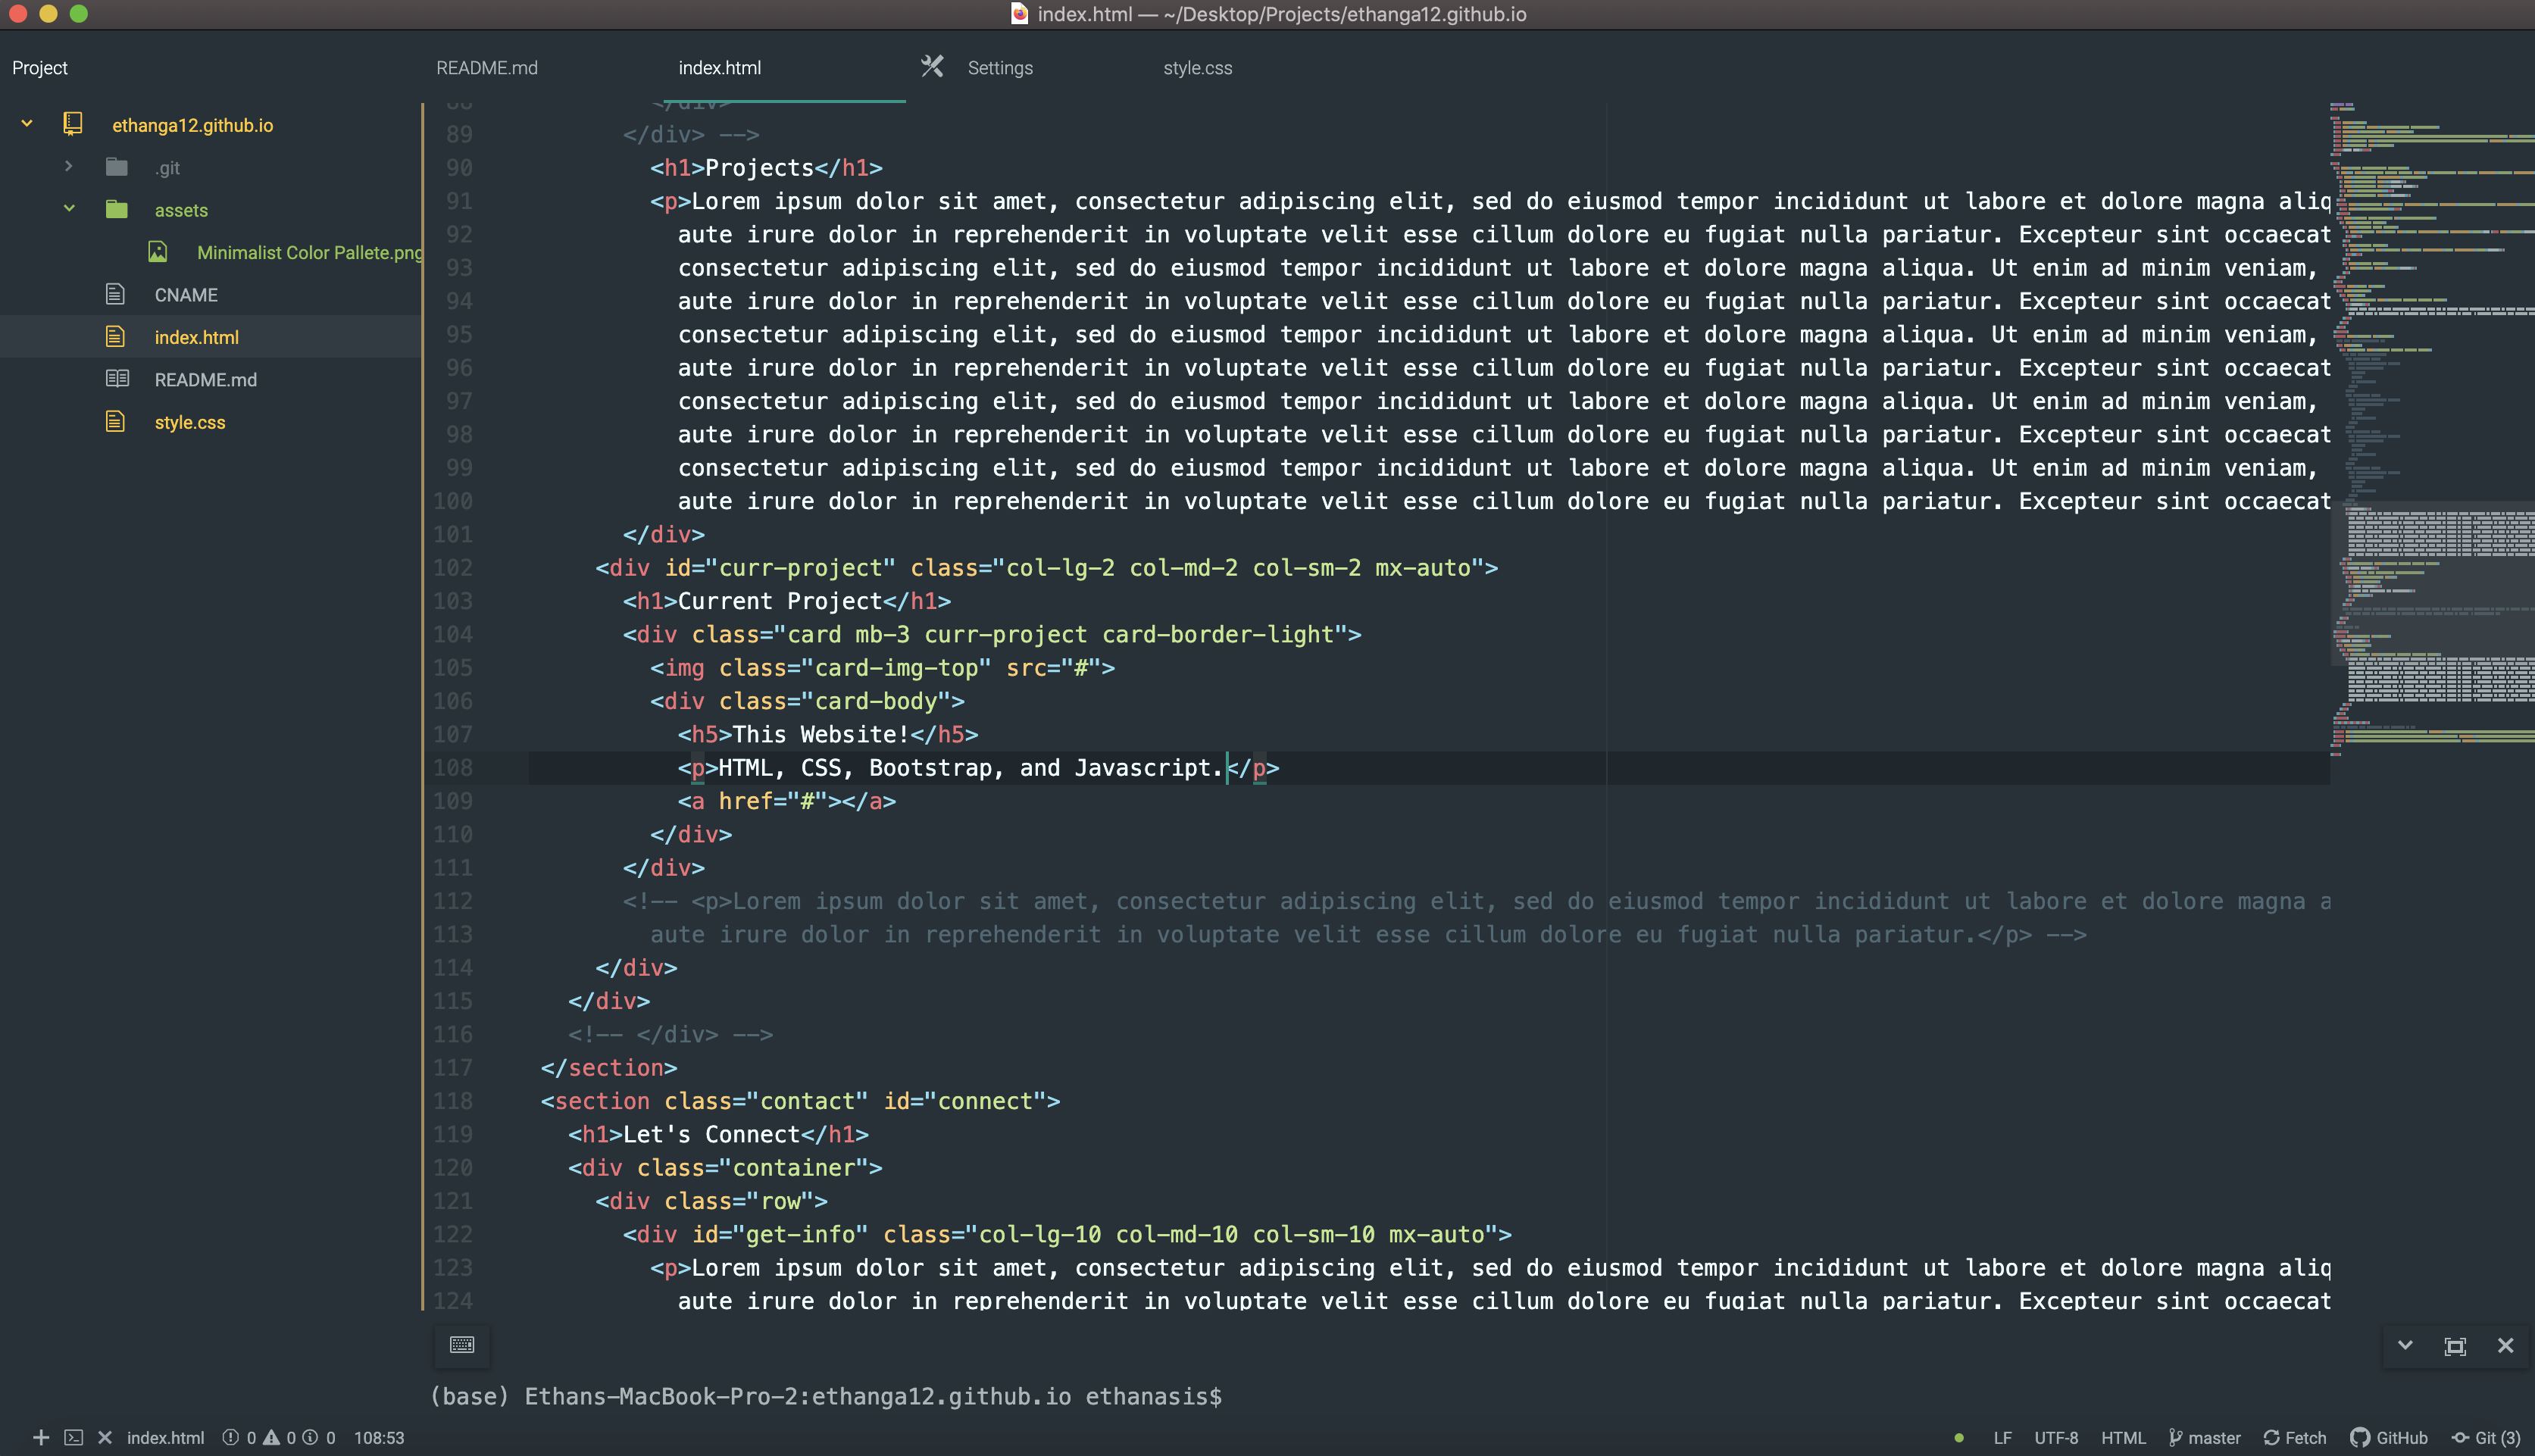 index.html — ~/Desktop/Projects/ethanga12.github.io
Project
README.md
index.html
Settings
style.css
ethanga12.github.io
.git
assets
Minimalist Color Pallete.png
CNAME
index.html
README.md
style.css
88 </div>
89 </div> -->
90 <h1>Projects</h1>
91 <p>Lorem ipsum dolor sit amet, consectetur adipiscing elit, sed do eiusmod tempor incididunt ut labore et dolore magna aliq
92 aute irure dolor in reprehenderit in voluptate velit esse cillum dolore eu fugiat nulla pariatur. Excepteur sint occaecat
93 consectetur adipiscing elit, sed do eiusmod tempor incididunt ut labore et dolore magna aliqua. Ut enim ad minim veniam,
94 aute irure dolor in reprehenderit in voluptate velit esse cillum dolore eu fugiat nulla pariatur. Excepteur sint occaecat
95 consectetur adipiscing elit, sed do eiusmod tempor incididunt ut labore et dolore magna aliqua. Ut enim ad minim veniam,
96 aute irure dolor in reprehenderit in voluptate velit esse cillum dolore eu fugiat nulla pariatur. Excepteur sint occaecat
97 consectetur adipiscing elit, sed do eiusmod tempor incididunt ut labore et dolore magna aliqua. Ut enim ad minim veniam,
98 aute irure dolor in reprehenderit in voluptate velit esse cillum dolore eu fugiat nulla pariatur. Excepteur sint occaecat
99 consectetur adipiscing elit, sed do eiusmod tempor incididunt ut labore et dolore magna aliqua. Ut enim ad minim veniam,
100 aute irure dolor in reprehenderit in voluptate velit esse cillum dolore eu fugiat nulla pariatur. Excepteur sint occaecat
101 </div>
102 <div id="curr-project" class="col-lg-2 col-md-2 col-sm-2 mx-auto">
103 <h1>Current Project</h1>
104 <div class="card mb-3 curr-project card-border-light">
105 <img class="card-img-top" src="#">
106 <div class="card-body">
107 <h5>This Website!</h5>
108 <p>HTML, CSS, Bootstrap, and Javascript.</p>
109 <a href="#"></a>
110 </div>
111 </div>
112 <!-- <p>Lorem ipsum dolor sit amet, consectetur adipiscing elit, sed do eiusmod tempor incididunt ut labore et dolore magna a
113 aute irure dolor in reprehenderit in voluptate velit esse cillum dolore eu fugiat nulla pariatur.</p> -->
114 </div>
115 </div>
116 <!-- </div> -->
117 </section>
118 <section class="contact" id="connect">
119 <h1>Let's Connect</h1>
120 <div class="container">
121 <div class="row">
122 <div id="get-info" class="col-lg-10 col-md-10 col-sm-10 mx-auto">
123 <p>Lorem ipsum dolor sit amet, consectetur adipiscing elit, sed do eiusmod tempor incididunt ut labore et dolore magna aliq
124 aute irure dolor in reprehenderit in voluptate velit esse cillum dolore eu fugiat nulla pariatur. Excepteur sint occaecat
(base) Ethans-MacBook-Pro-2:ethanga12.github.io ethanasis$
index.html 0 0 0 108:53 LF UTF-8 HTML master Fetch GitHub Git (3)